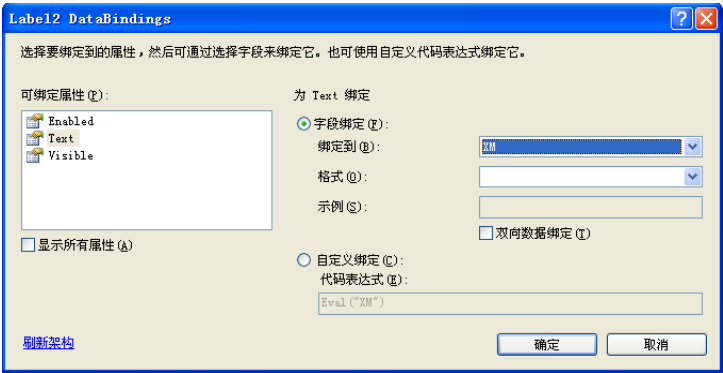 Label2 DataBindings
选择要绑定到的属性，然后可通过选择字段来绑定它。也可使用自定义代码表达式绑定它。
可绑定属性(P):
Enabled
Text
Visible
显示所有属性(A)
为 Text 绑定
字段绑定(F):
绑定到(B):
XM
格式(O):
示例(S):
双向数据绑定(T)
自定义绑定(C):
代码表达式(E):
Eval("XM")
刷新架构
确定
取消